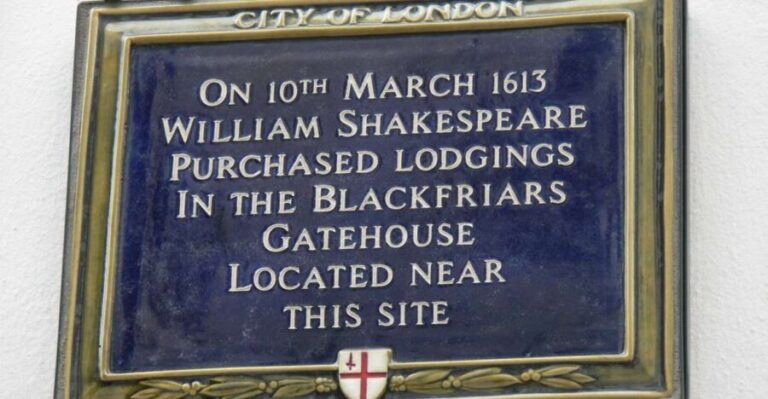 CITY OF LONDON
ON 10TH MARCH 1613
WILLIAM SHAKESPEARE
PURCHASED LODGINGS
IN THE BLACKFRIARS
GATEHOUSE
LOCATED NEAR
THIS SITE